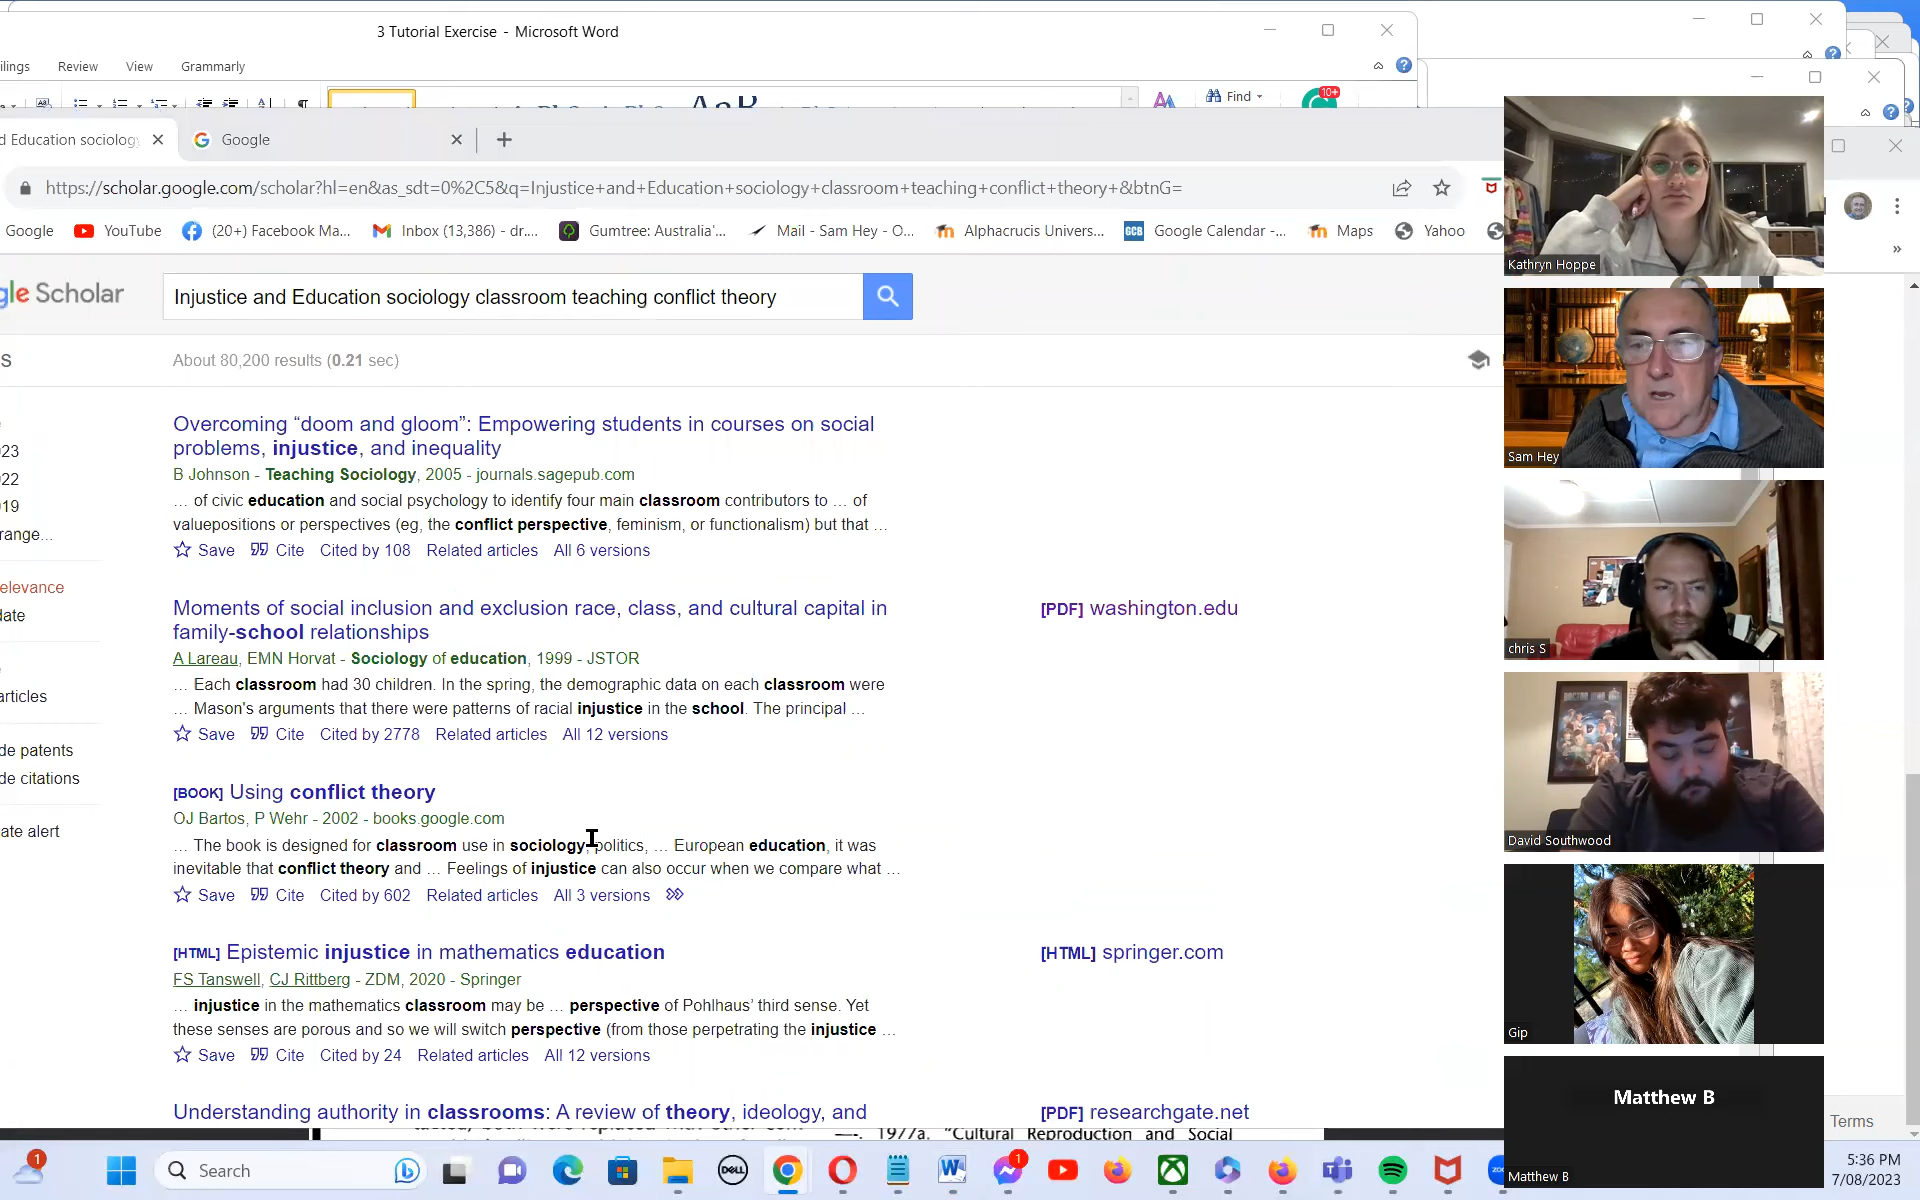 3 Tutorial Exercise - Microsoft Word
ilings Review View Grammarly
Find
10+
d Education sociology
Google
https://scholar.google.com/scholar?hl=en&as_sdt=0%2C5&q=Injustice+and+Education+sociology+classroom+teaching+conflict+theory+&btnG=
Google YouTube (20+) Facebook Ma... Inbox (13,386) - dr.... Gumtree: Australia'... Mail - Sam Hey - O... Alphacrucis Univers... GCB Google Calendar -... Maps Yahoo »
gle Scholar
Injustice and Education sociology classroom teaching conflict theory
S
About 80,200 results (0.21 sec)
023
022
019
range...
elevance
date
articles
de patents
de citations
ate alert
Overcoming “doom and gloom”: Empowering students in courses on social
problems, injustice, and inequality
B Johnson - Teaching Sociology, 2005 - journals.sagepub.com
... of civic education and social psychology to identify four main classroom contributors to ... of
valuepositions or perspectives (eg, the conflict perspective, feminism, or functionalism) but that ...
Save Cite Cited by 108 Related articles All 6 versions
Moments of social inclusion and exclusion race, class, and cultural capital in
family-school relationships
[PDF] washington.edu
A Lareau, EMN Horvat - Sociology of education, 1999 - JSTOR
... Each classroom had 30 children. In the spring, the demographic data on each classroom were
... Mason's arguments that there were patterns of racial injustice in the school. The principal ...
Save Cite Cited by 2778 Related articles All 12 versions
[BOOK] Using conflict theory
OJ Bartos, P Wehr - 2002 - books.google.com
... The book is designed for classroom use in sociology, politics, ... European education, it was
inevitable that conflict theory and ... Feelings of injustice can also occur when we compare what ...
Save Cite Cited by 602 Related articles All 3 versions
[HTML] Epistemic injustice in mathematics education
[HTML] springer.com
FS Tanswell, CJ Rittberg - ZDM, 2020 - Springer
... injustice in the mathematics classroom may be ... perspective of Pohlhaus’ third sense. Yet
these senses are porous and so we will switch perspective (from those perpetrating the injustice ...
Save Cite Cited by 24 Related articles All 12 versions
Understanding authority in classrooms: A review of theory, ideology, and
[PDF] researchgate.net
Terms
1977a. “Cultural Reproduction and Social
Kathryn Hoppe
Sam Hey
chris S
David Southwood
Gip
Matthew B
Matthew B
1
Search
DELL
1
5:36 PM
7/08/2023